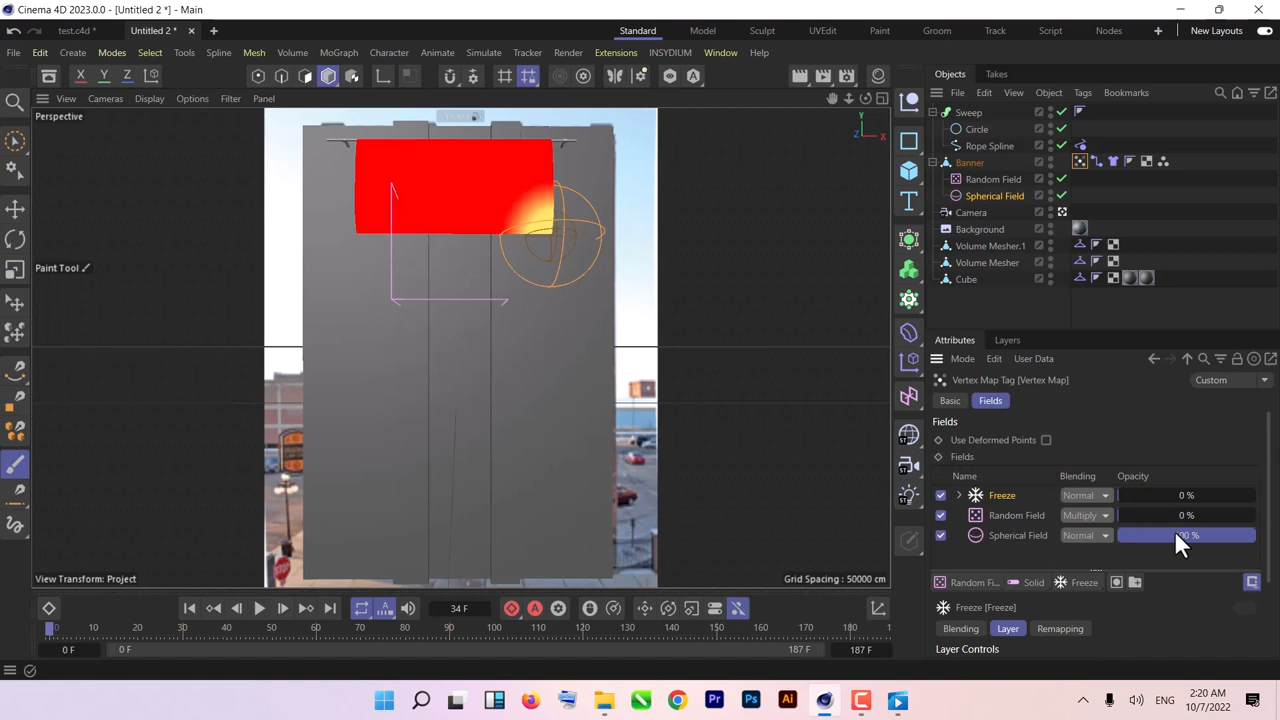 Cinema 4D 2023.0.0 - [Untitled 2 *] - Main
test.c4d *
Untitled 2 *
Standard
Model
Sculpt
UVEdit
Paint
Groom
Track
Script
Nodes
New Layouts
File
Edit
Create
Modes
Select
Tools
Spline
Mesh
Volume
MoGraph
Character
Animate
Simulate
Tracker
Render
Extensions
INSYDIUM
Window
Help
X
Y
Z
Objects
Takes
View
Cameras
Display
Options
Filter
Panel
File
Edit
View
Object
Tags
Bookmarks
Perspective
Y
Z
X
Sweep
Circle
Rope Spline
Banner
Random Field
Spherical Field
Camera
Background
Volume Mesher.1
Volume Mesher
Cube
Paint Tool
Attributes
Layers
Mode
Edit
User Data
Vertex Map Tag [Vertex Map]
Custom
Basic
Fields
Fields
Use Deformed Points
Fields
Name
Blending
Opacity
Freeze
Normal
0 %
Random Field
Multiply
0 %
Spherical Field
Normal
Random Fi...
Solid
Freeze
Freeze [Freeze]
Blending
Layer
Remapping
Layer Controls
View Transform: Project
Grid Spacing : 50000 cm
34 F
0
10
20
30
40
50
60
70
80
90
100
110
120
130
140
150
160
170
180
0 F
0 F
187 F
187 F
ENG
2:20 AM
10/7/2022